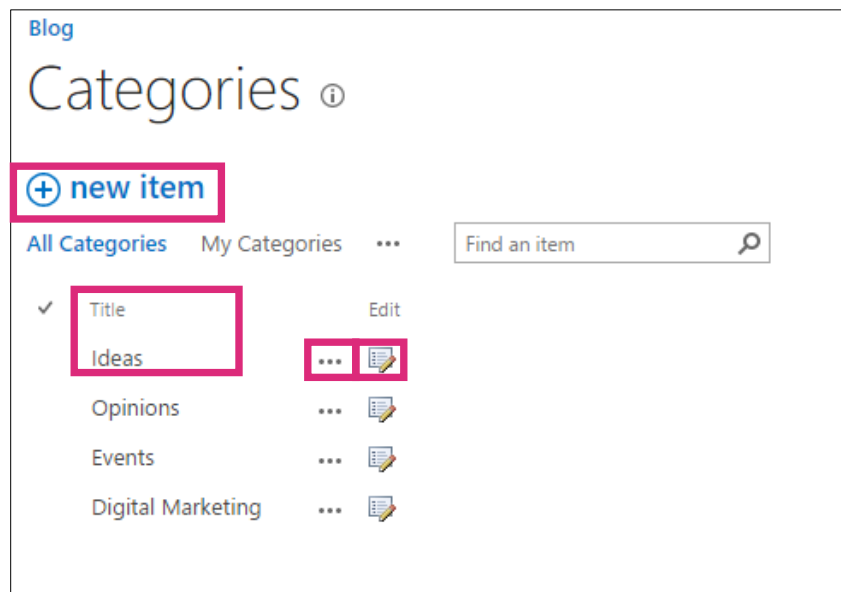 Blog
Categories
new item
All Categories My Categories ... Find an item
Title Edit
Ideas ...
Opinions ...
Events ...
Digital Marketing ...